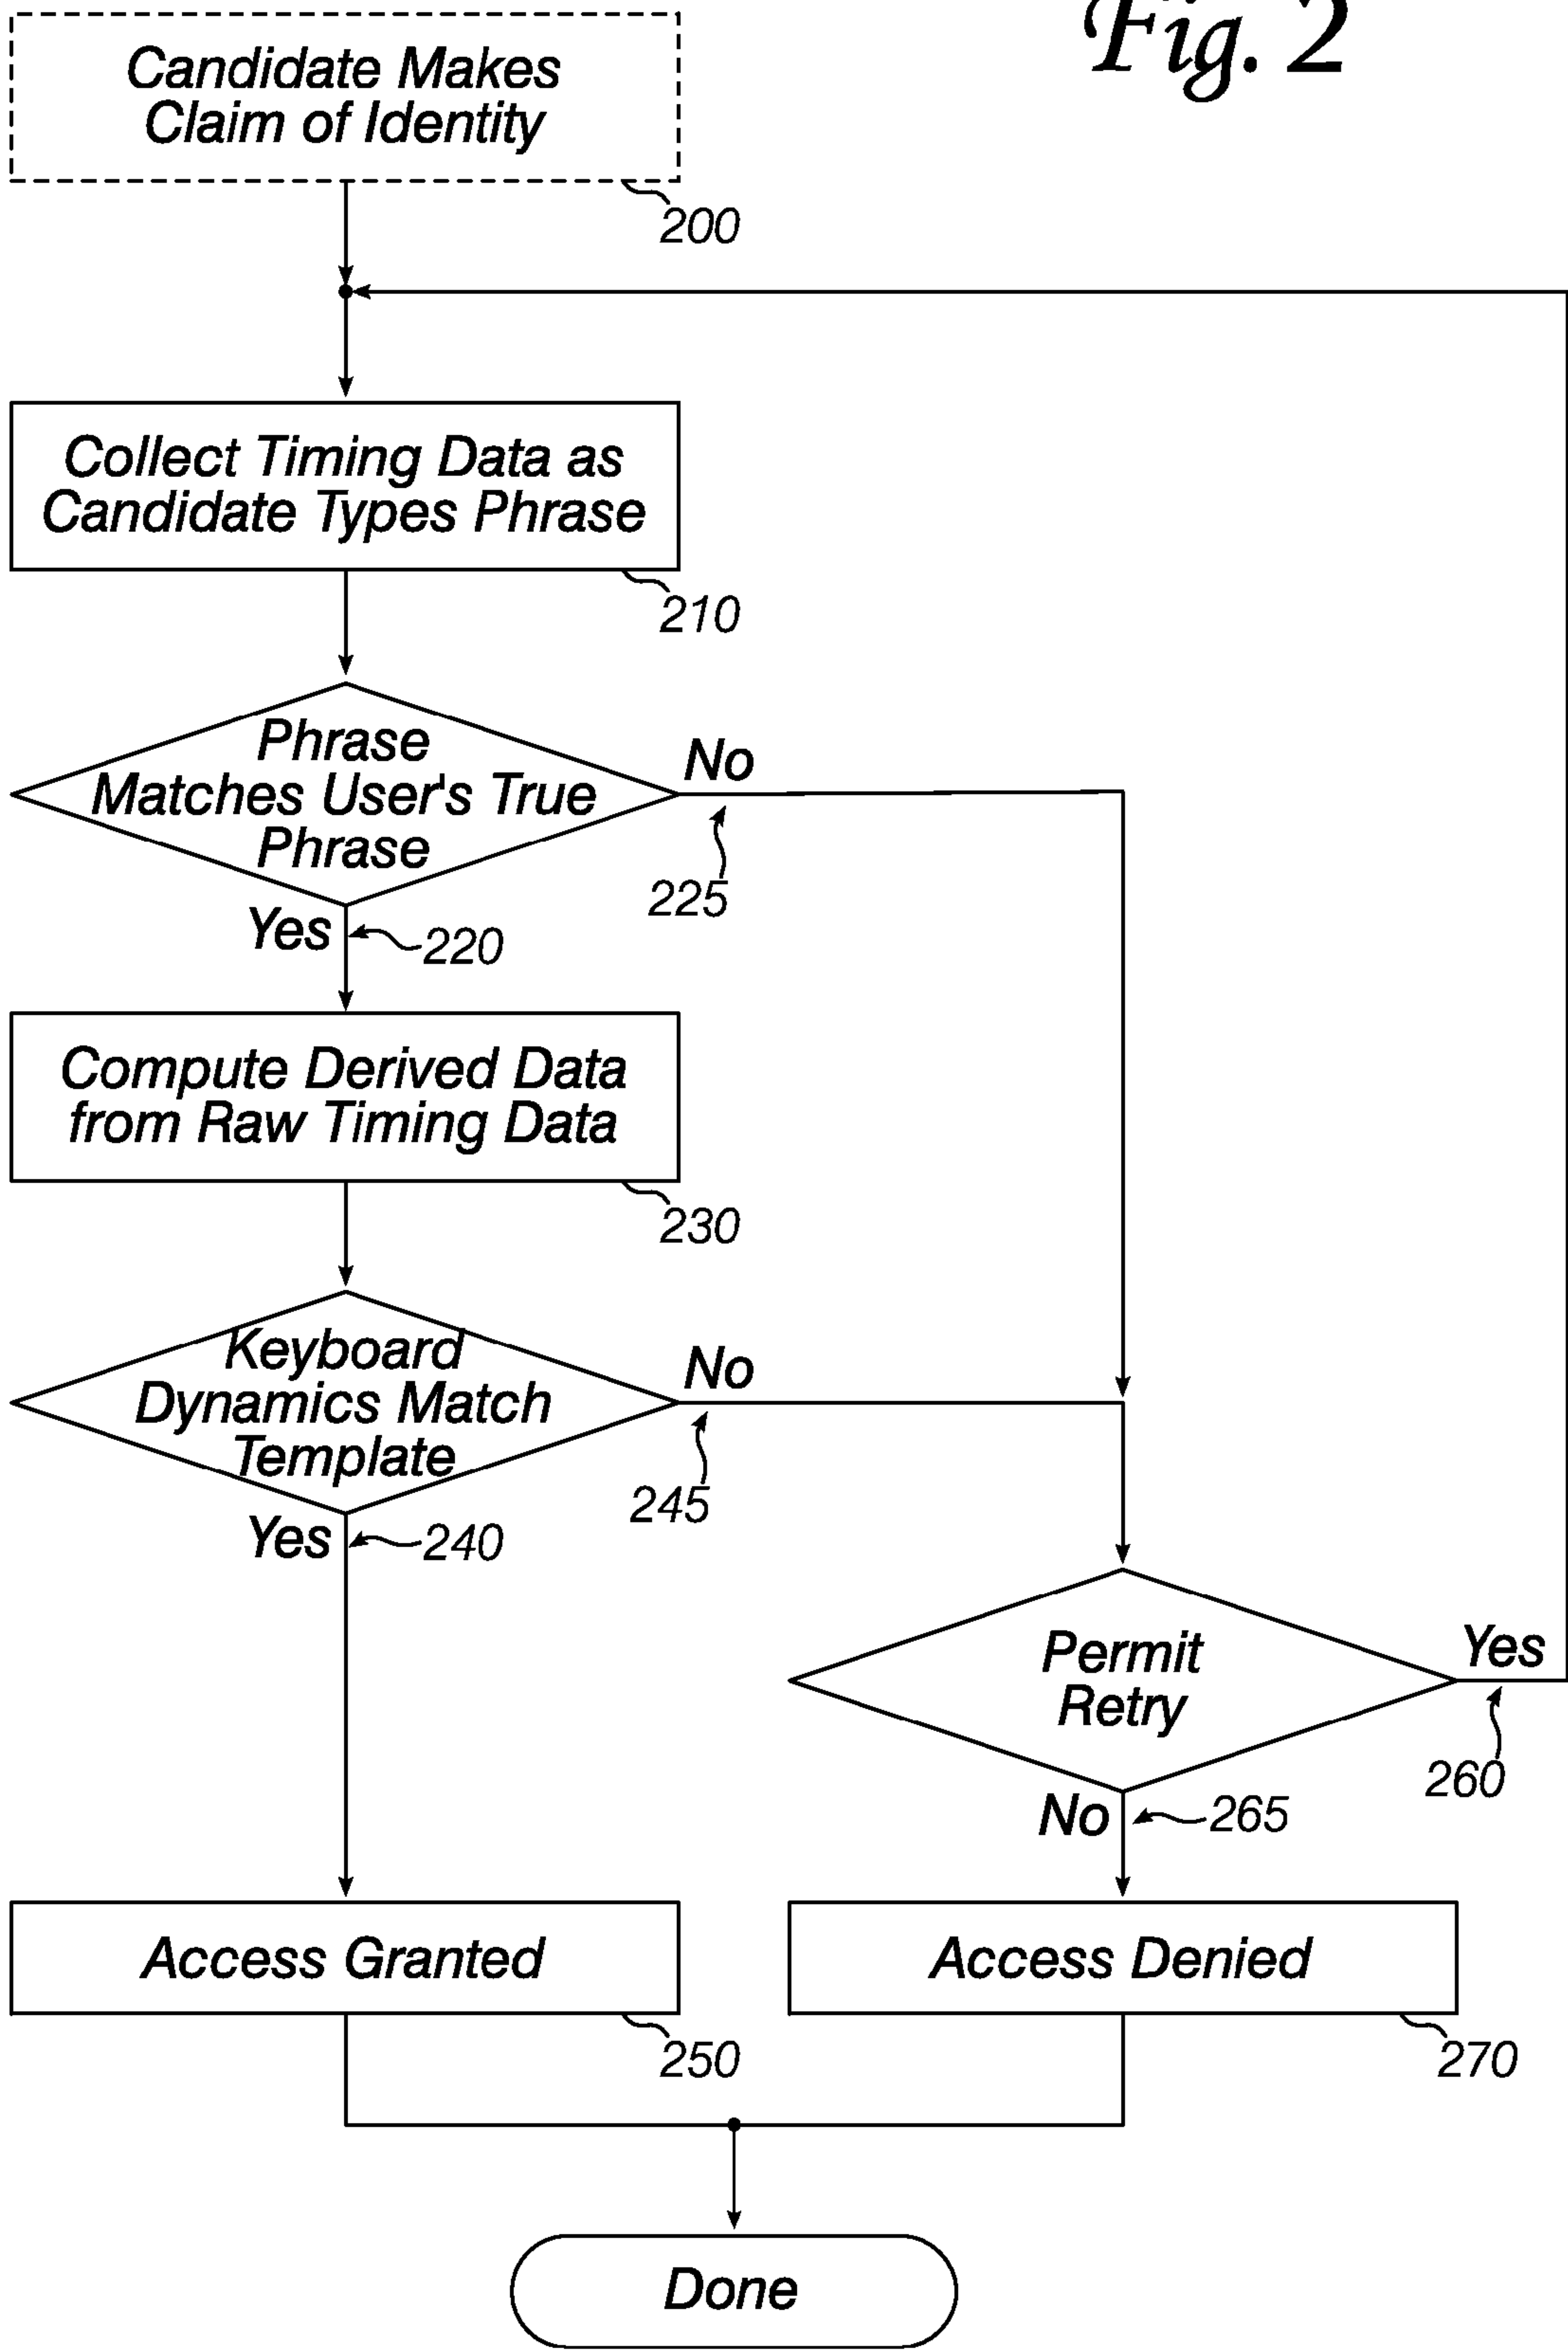 Fig. 2
Candidate Makes
Claim of Identity
200
Collect Timing Data as
Candidate Types Phrase
210
Phrase
Matches User's True
Phrase
No
225
Yes
220
Compute Derived Data
from Raw Timing Data
230
Keyboard
Dynamics Match
Template
No
245
Yes
240
Permit
Retry
Yes
260
No
265
Access Granted
250
Access Denied
270
Done